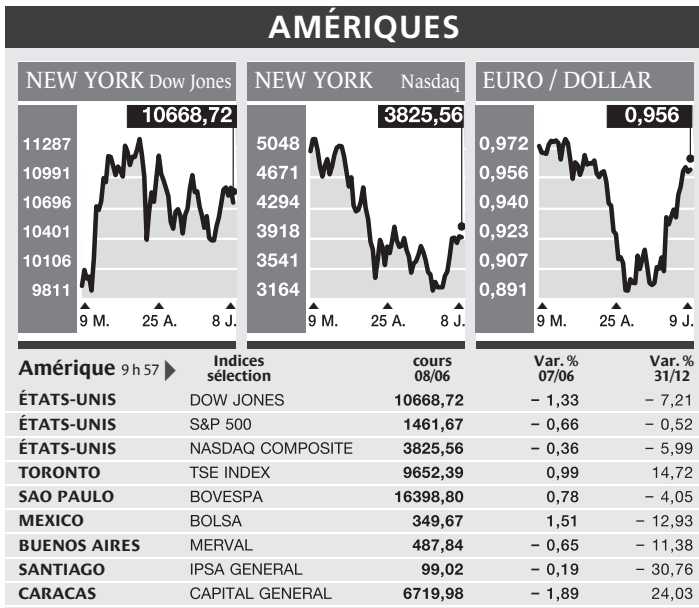 AMÉRIQUES
NEW YORK Dow Jones
10668,72
11287
10991
10696
10401
10106
9811
9 M. 25 A. 8 J.
NEW YORK Nasdaq
3825,56
5048
4671
4294
3918
3541
3164
9 M. 25 A. 8 J.
EURO / DOLLAR
0,956
0,972
0,956
0,940
0,923
0,907
0,891
9 M. 25 A. 9 J.
Amérique 9 h 57 Indices sélection cours 08/06 Var. % 07/06 Var. % 31/12
ÉTATS-UNIS DOW JONES 10668,72 – 1,33 – 7,21
ÉTATS-UNIS S&P 500 1461,67 – 0,66 – 0,52
ÉTATS-UNIS NASDAQ COMPOSITE 3825,56 – 0,36 – 5,99
TORONTO TSE INDEX 9652,39 0,99 14,72
SAO PAULO BOVESPA 16398,80 0,78 – 4,05
MEXICO BOLSA 349,67 1,51 – 12,93
BUENOS AIRES MERVAL 487,84 – 0,65 – 11,38
SANTIAGO IPSA GENERAL 99,02 – 0,19 – 30,76
CARACAS CAPITAL GENERAL 6719,98 – 1,89 24,03